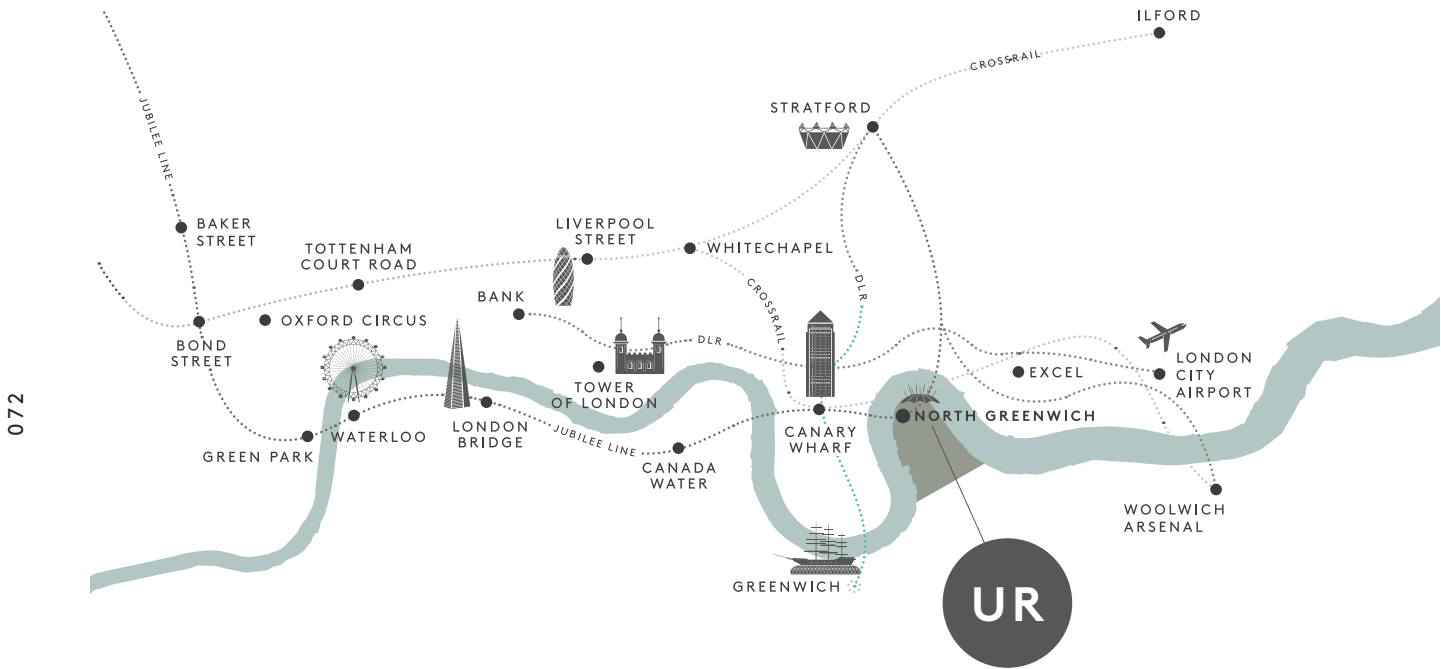 ILFORD
CROSSRAIL
STRATFORD
JUBILEE LINE
072
BAKER
STREET
TOTTENHAM
COURT ROAD
LIVERPOOL
STREET
WHITECHAPEL
CROSSRAIL
DLR
BANK
OXFORD CIRCUS
BOND
STREET
DLR
TOWER
OF LONDON
EXCEL
LONDON
CITY
AIRPORT
NORTH GREENWICH
WATERLOO
LONDON
BRIDGE
JUBILEE LINE
CANARY
WHARF
GREEN PARK
CANADA
WATER
WOOLWICH
ARSENAL
GREENWICH
UR